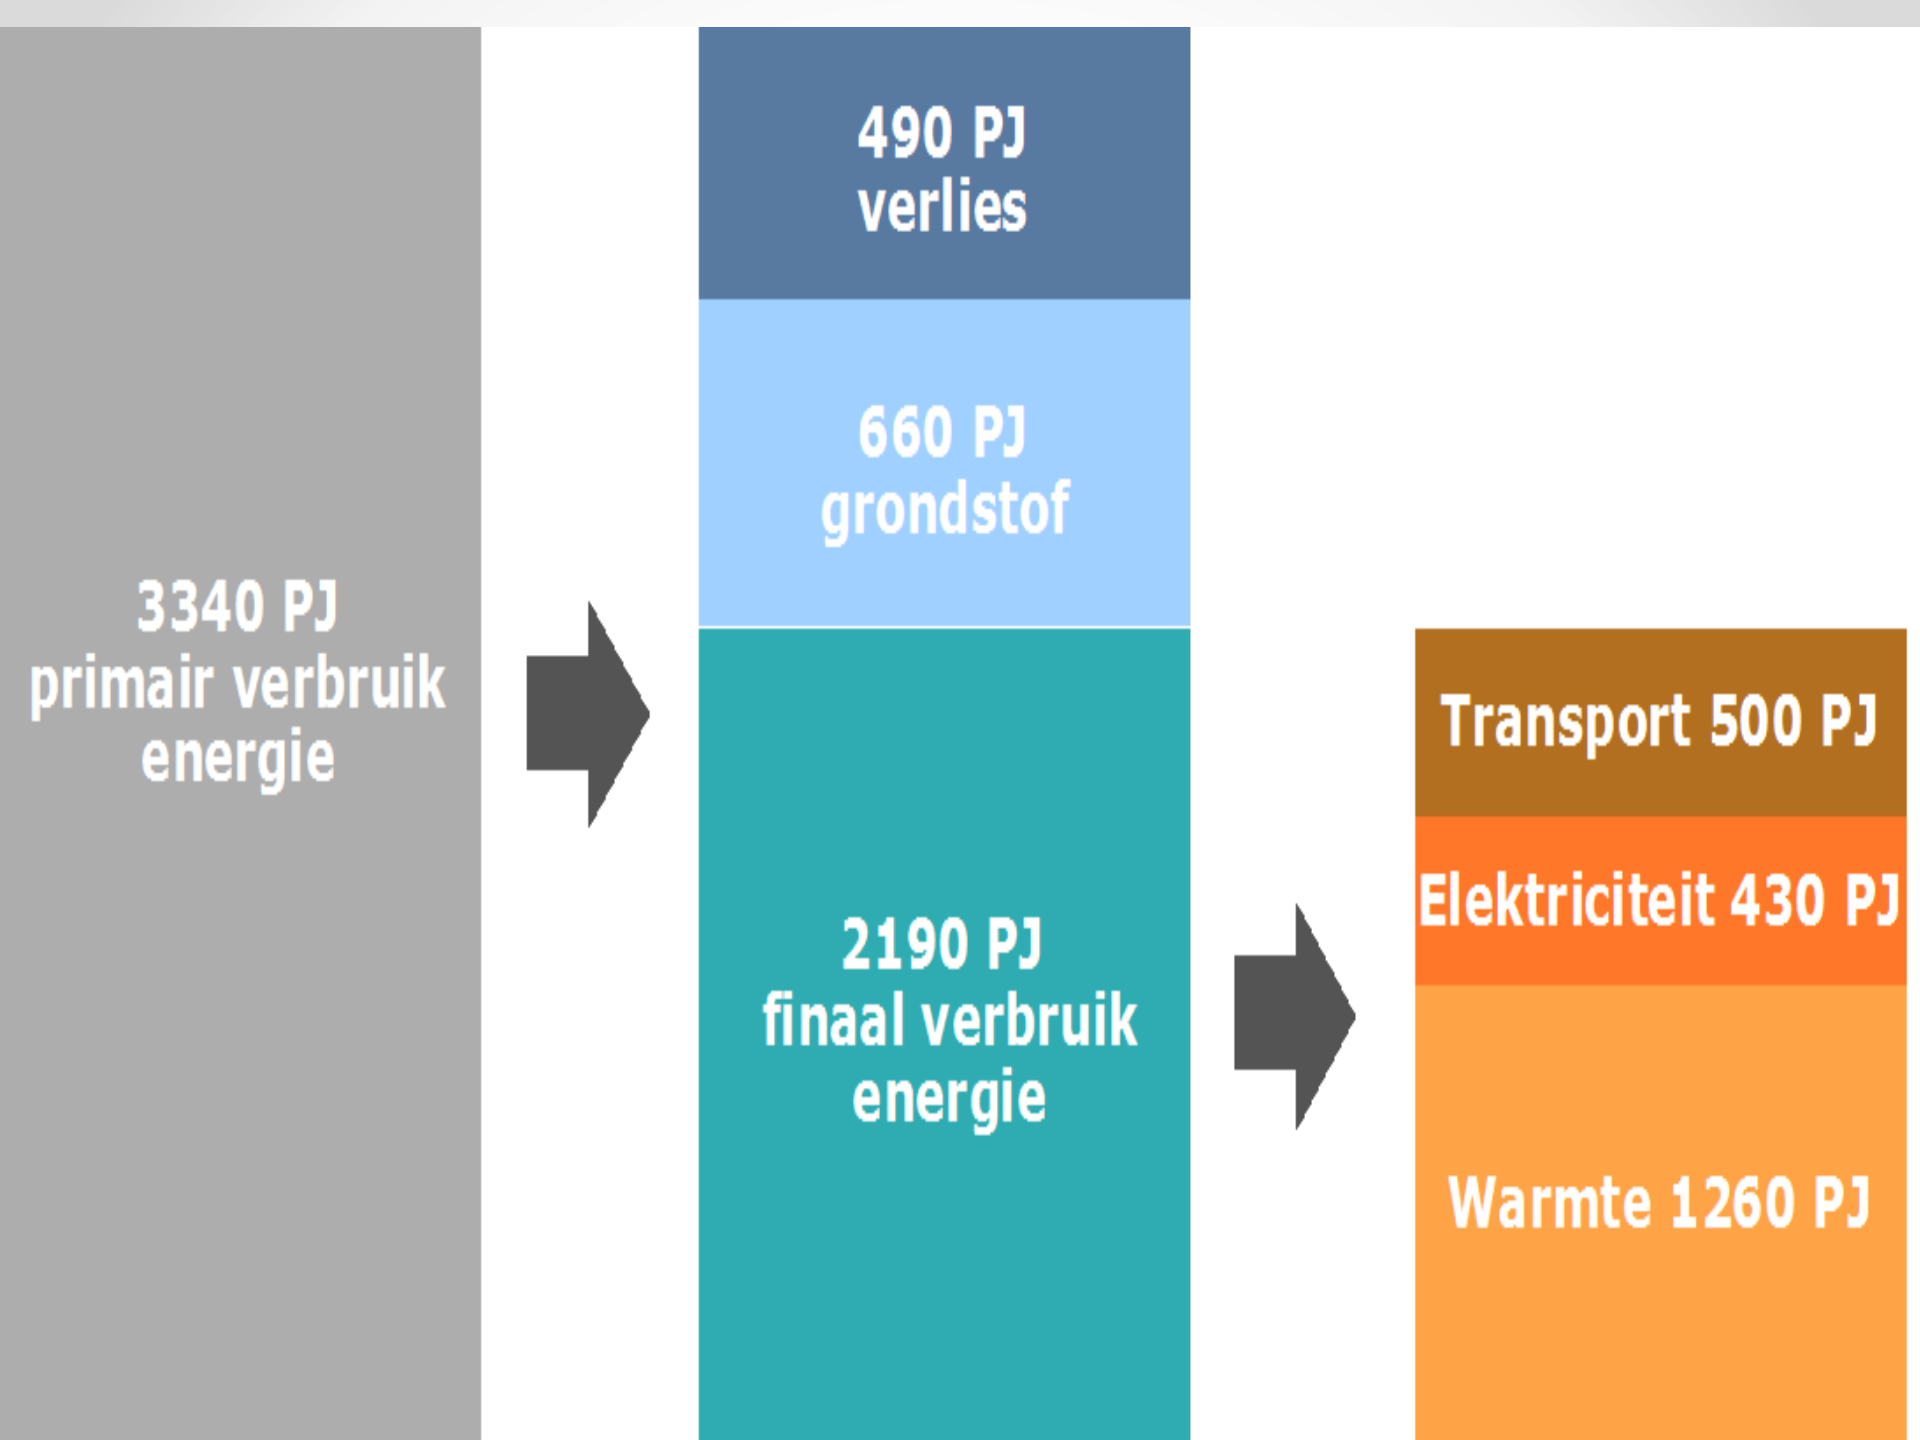 3340 PJ
primair verbruik
energie
490 PJ
verlies
660 PJ
grondstof
2190 PJ
finaal verbruik
energie
Transport 500 PJ
Elektriciteit 430 PJ
Warmte 1260 PJ